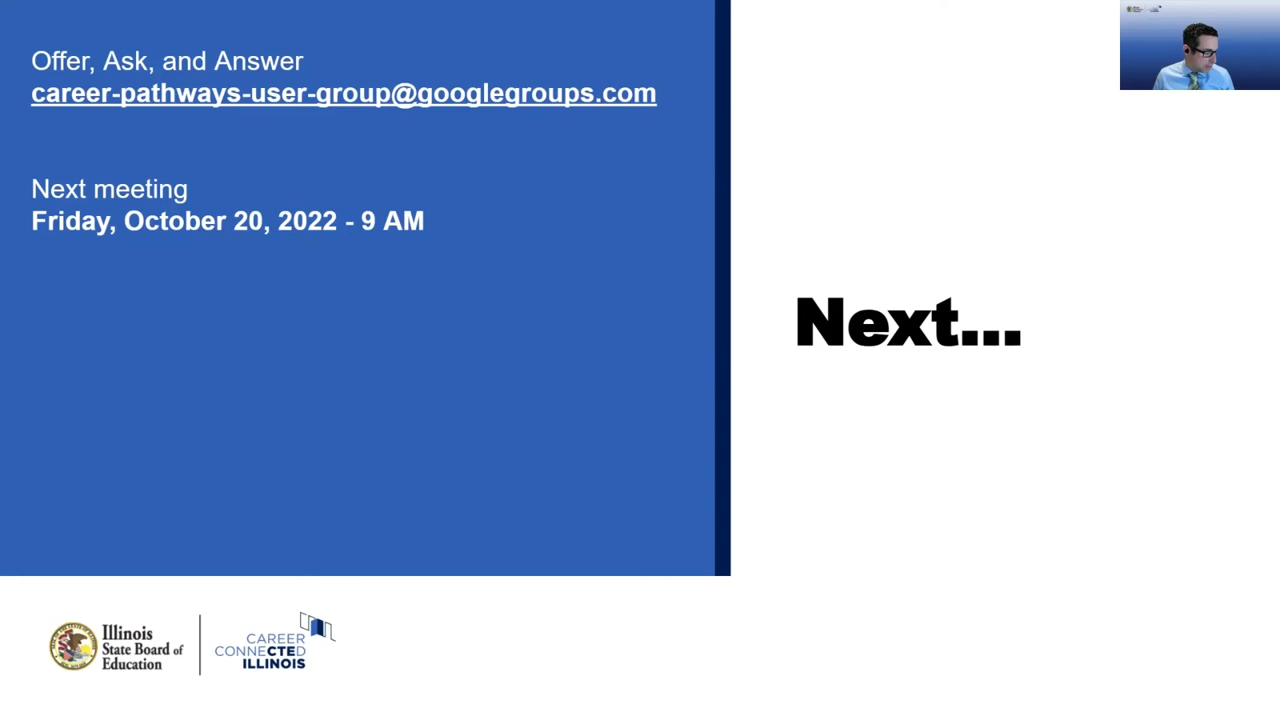 Offer, Ask, and Answer
career-pathways-user-group@googlegroups.com
Next meeting
Friday, October 20, 2022 - 9 AM
Next...
Illinois
State Board of
Education
CAREER
CONNECTED
ILLINOIS